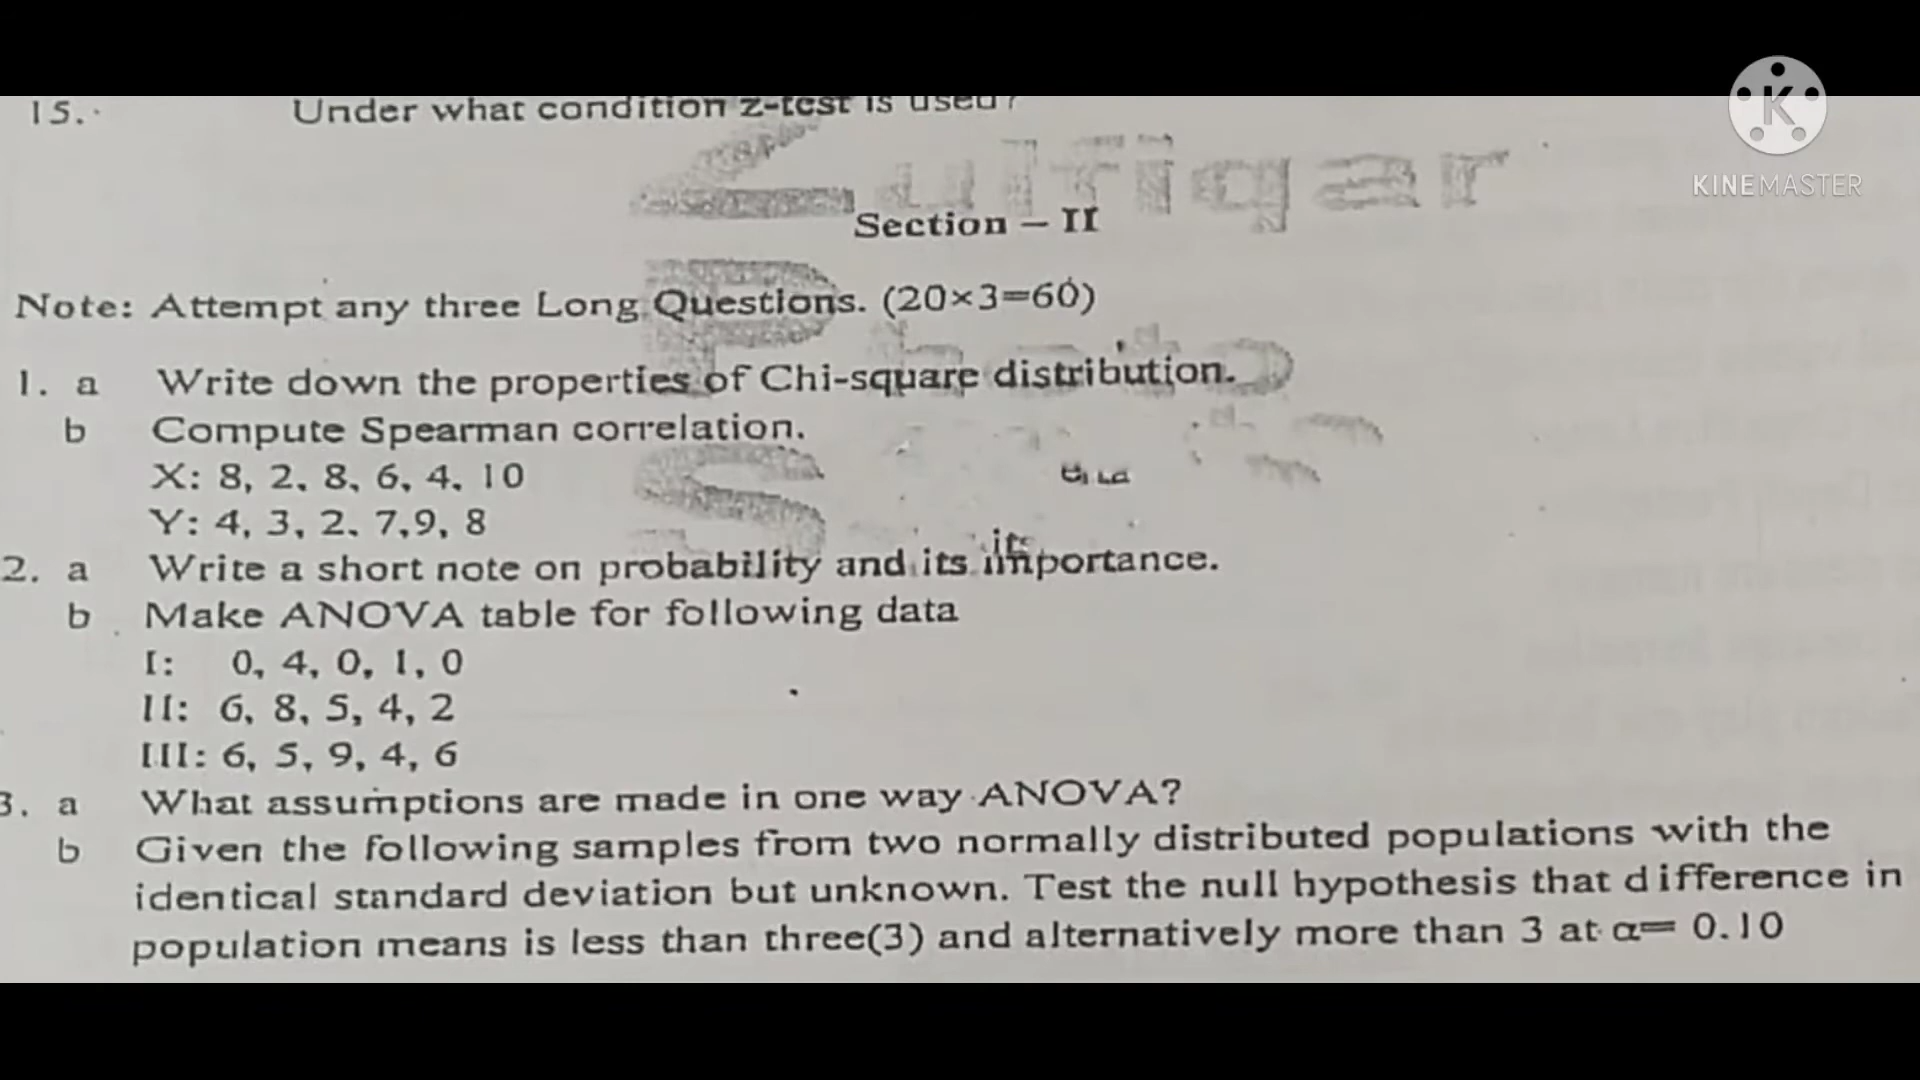 15.
Under what condition z-test is used?
K
KINEMASTER
Zulfiqar
Section - II
Photo
Note: Attempt any three Long Questions. (20×3=60)
1. a Write down the properties of Chi-square distribution.
b Compute Spearman correlation.
X: 8, 2, 8, 6, 4, 10
Y: 4, 3, 2, 7,9, 8
2. a Write a short note on probability and its importance.
b Make ANOVA table for following data
I: 0, 4, 0, 1, 0
II: 6, 8, 5, 4, 2
III: 6, 5, 9, 4, 6
3. a What assumptions are made in one way ANOVA?
b Given the following samples from two normally distributed populations with the
identical standard deviation but unknown. Test the null hypothesis that difference in
population means is less than three(3) and alternatively more than 3 at α= 0.10